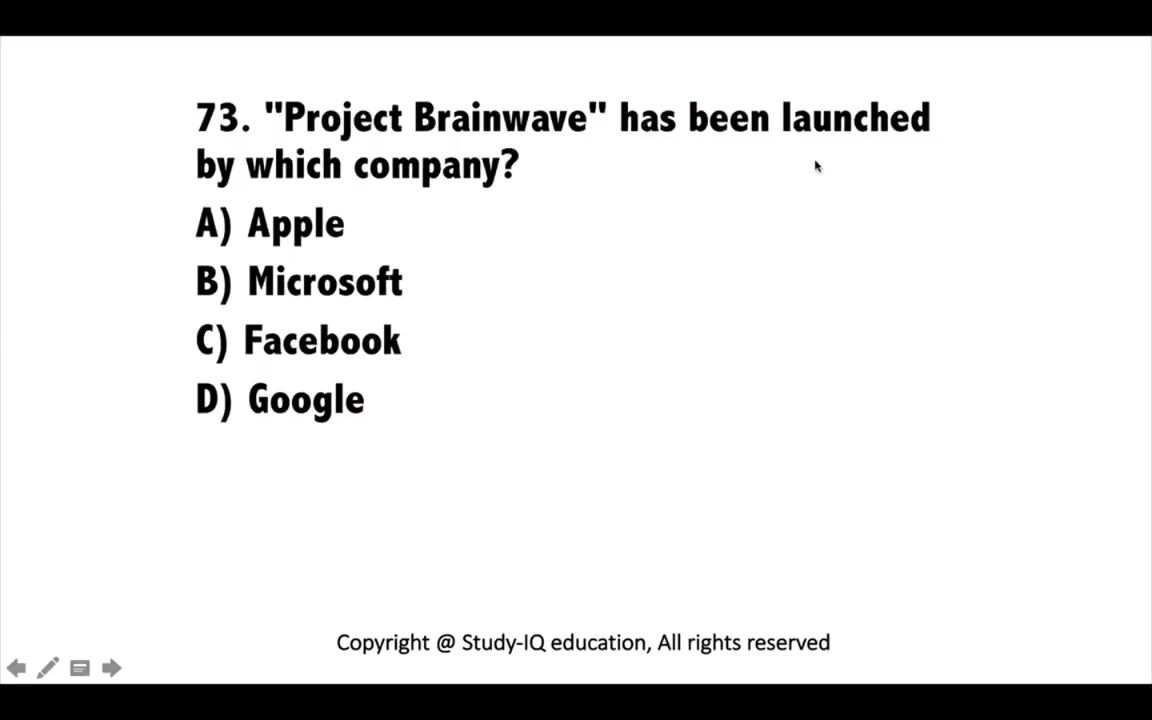 73. "Project Brainwave" has been launched
by which company?
A) Apple
B) Microsoft
C) Facebook
D) Google
Copyright @ Study-IQ education, All rights reserved